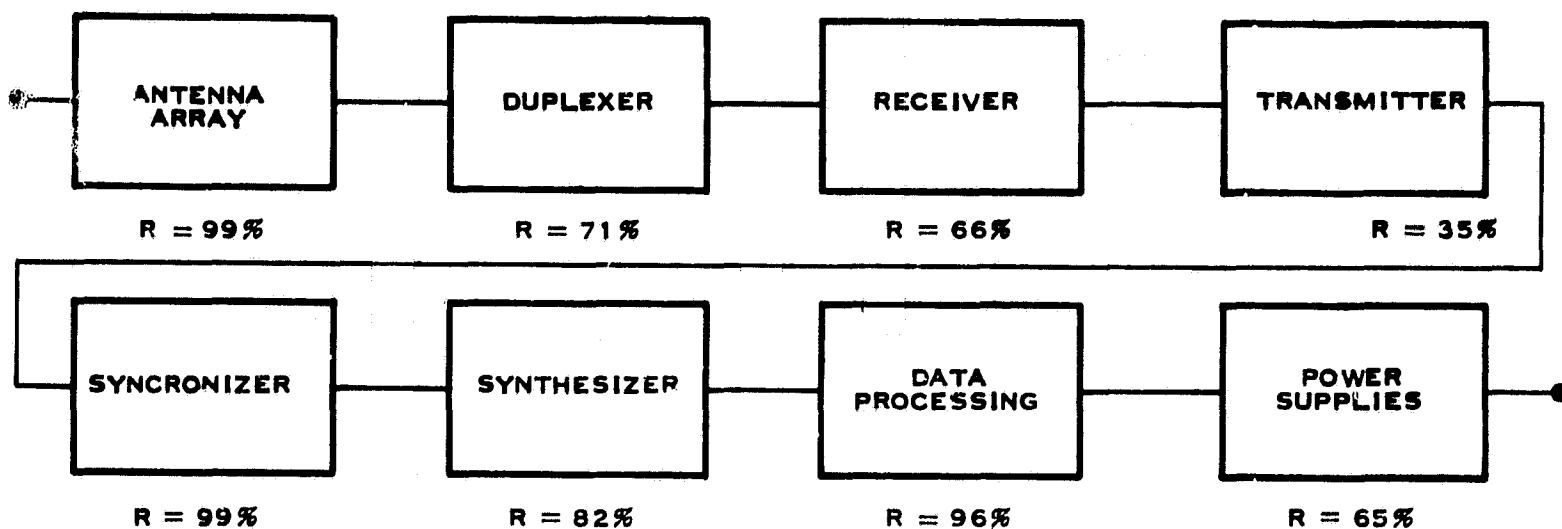 ANTENNA
ARRAY
DUPLEXER
RECEIVER
TRANSMITTER
R = 99%
R = 71%
R = 66%
R = 35%
SYNCRONIZER
SYNTHESIZER
DATA
PROCESSING
POWER
SUPPLIES
R = 99%
R = 82%
R = 96%
R = 65%